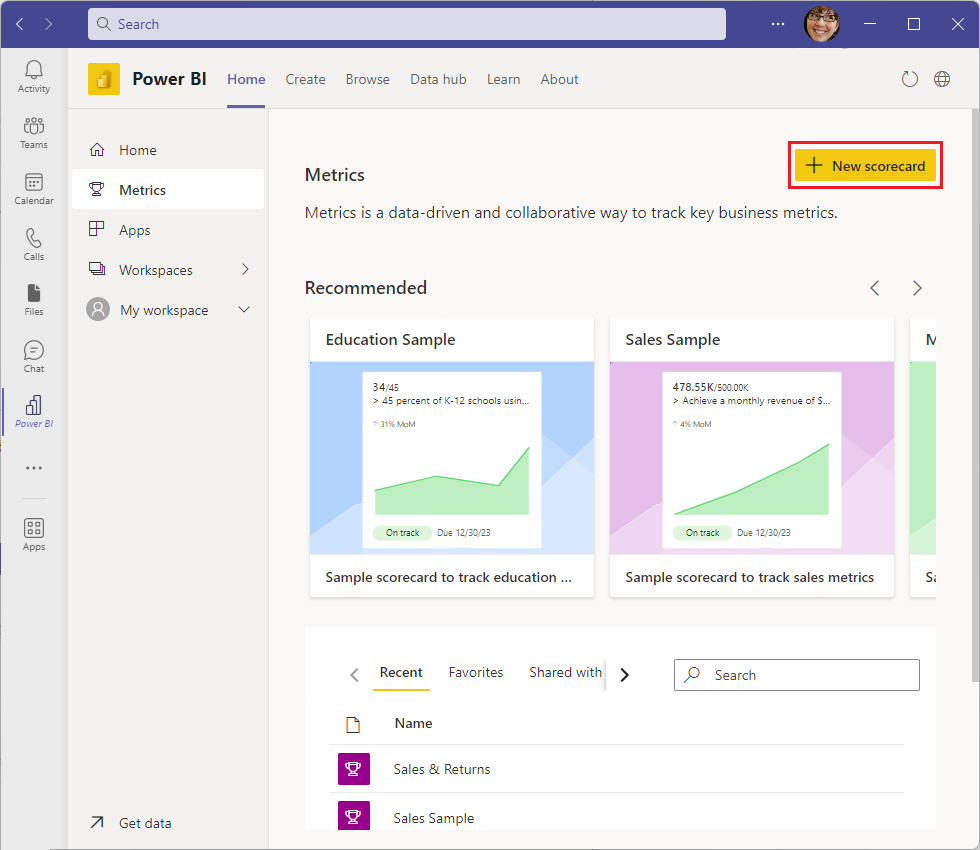 Search
Activity
Teams
Calendar
Calls
Files
Chat
Power BI
Apps
Power BI
Home
Create
Browse
Data hub
Learn
About
Home
Metrics
Apps
Workspaces
My workspace
Get data
Metrics
New scorecard
Metrics is a data-driven and collaborative way to track key business metrics.
Recommended
Education Sample
34/45
> 45 percent of K-12 schools usin...
↑ 31% MoM
On track Due 12/30/23
Sample scorecard to track education ...
Sales Sample
478.55K/500.00K
> Achieve a monthly revenue of $...
↑ 4% MoM
On track Due 12/30/23
Sample scorecard to track sales metrics
Recent
Favorites
Shared with
Search
Name
Sales & Returns
Sales Sample